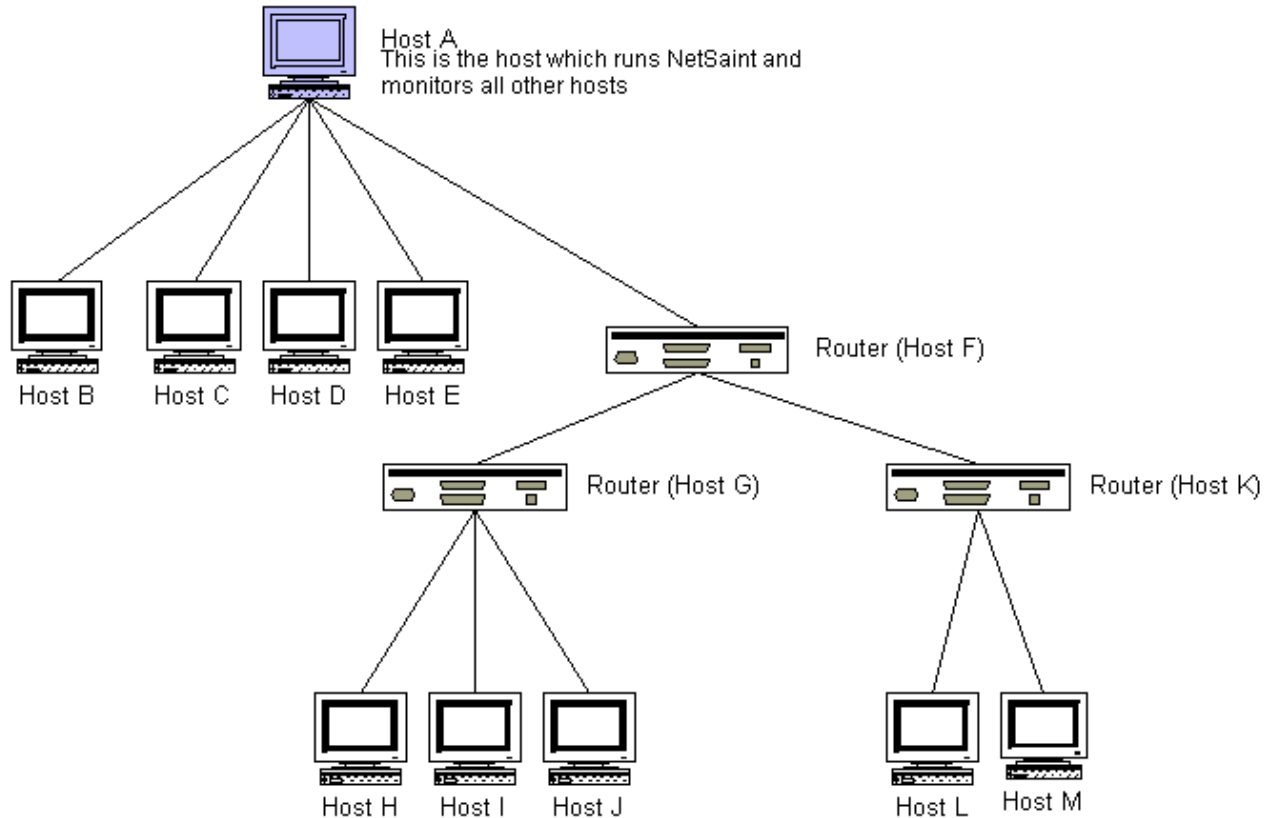 Host A
This is the host which runs NetSaint and
monitors all other hosts
Host B
Host C
Host D
Host E
Router (Host F)
Router (Host G)
Router (Host K)
Host H
Host I
Host J
Host L
Host M